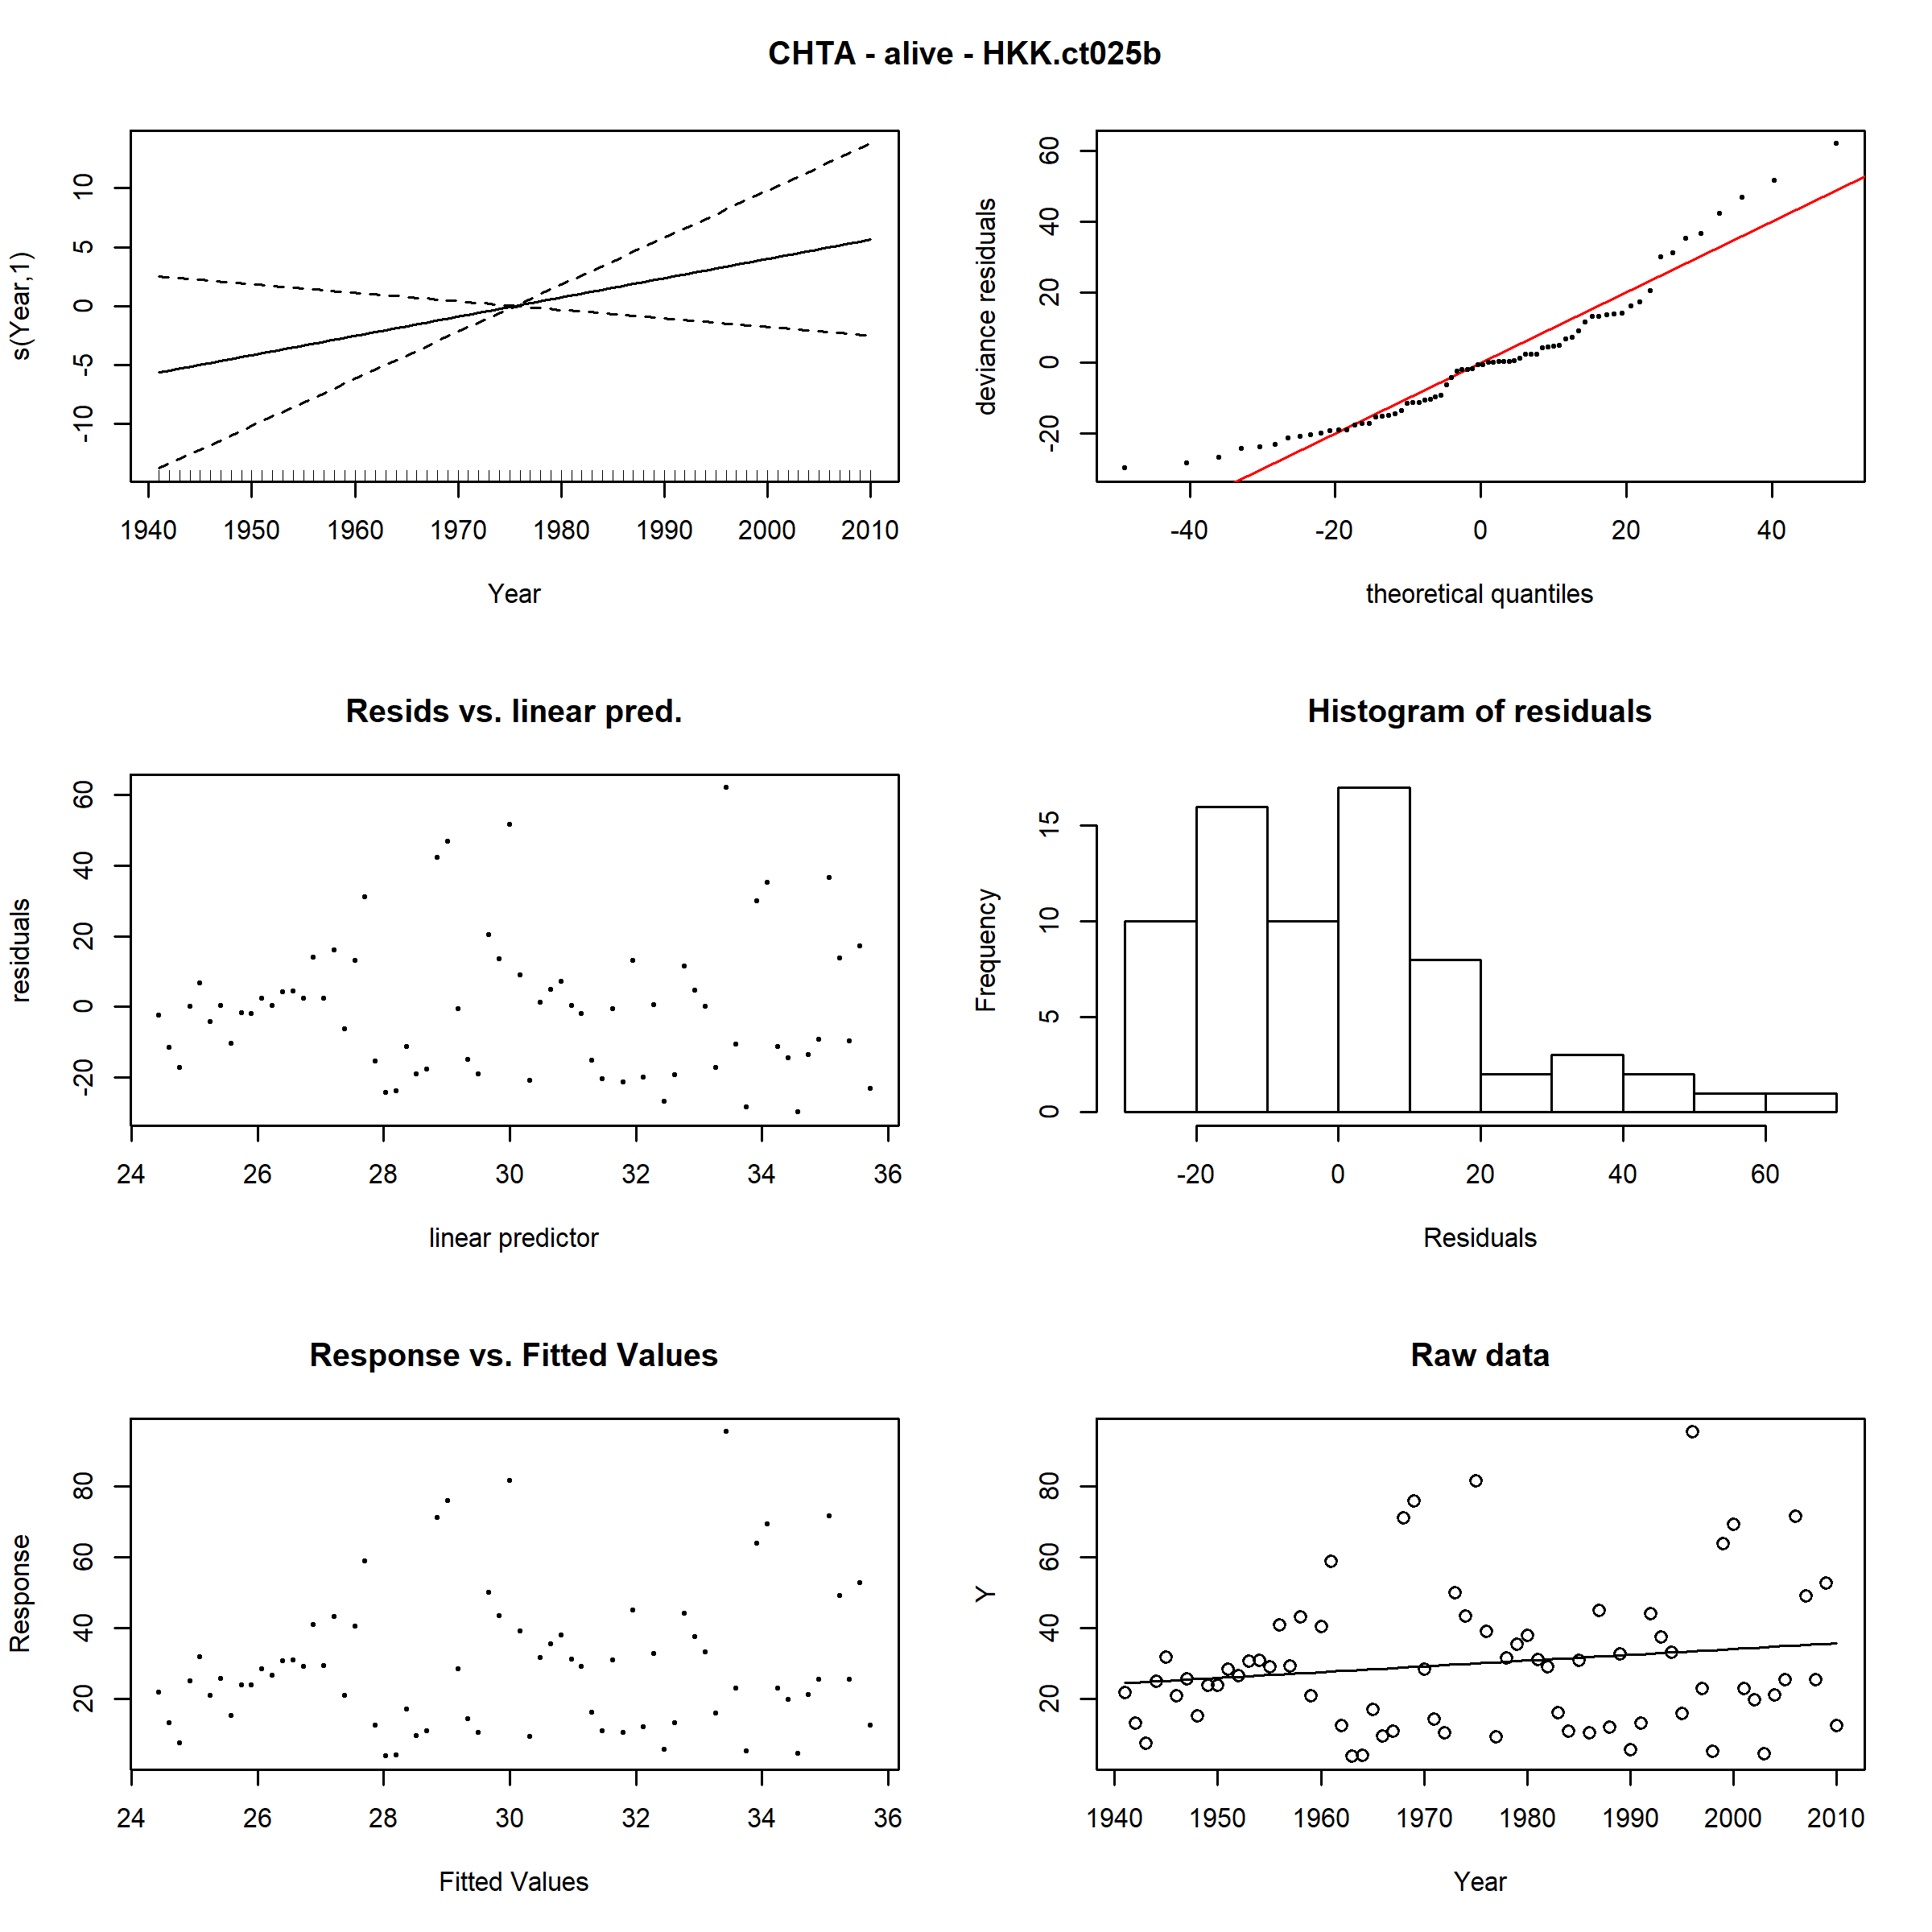 CHTA - alive - HKK.ct025b
s(Year,1)
10
5
0
-5
-10
1940 1950 1960 1970 1980 1990 2000 2010
Year
deviance residuals
60
40
20
0
-20
-40 -20 0 20 40
theoretical quantiles
Resids vs. linear pred.
residuals
60
40
20
0
-20
24 26 28 30 32 34 36
linear predictor
Histogram of residuals
Frequency
15
10
5
0
-20 0 20 40 60
Residuals
Response vs. Fitted Values
Response
80
60
40
20
24 26 28 30 32 34 36
Fitted Values
Raw data
Y
80
60
40
20
1940 1950 1960 1970 1980 1990 2000 2010
Year